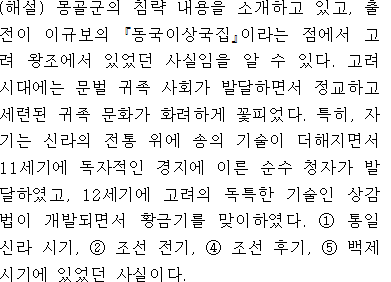 (해설) 몽골군의 침략 내용을 소개하고 있고, 출
전이 이규보의 『동국이상국집』이라는 점에서 고
려 왕조에서 있었던 사실임을 알 수 있다. 고려
시대에는 문벌 귀족 사회가 발달하면서 정교하고
세련된 귀족 문화가 화려하게 꽃피었다. 특히, 자
기는 신라의 전통 위에 송의 기술이 더해지면서
11세기에 독자적인 경지에 이른 순수 청자가 발
달하였고, 12세기에 고려의 독특한 기술인 상감
법이 개발되면서 황금기를 맞이하였다. ① 통일
신라 시기, ② 조선 전기, ④ 조선 후기, ⑤ 백제
시기에 있었던 사실이다.